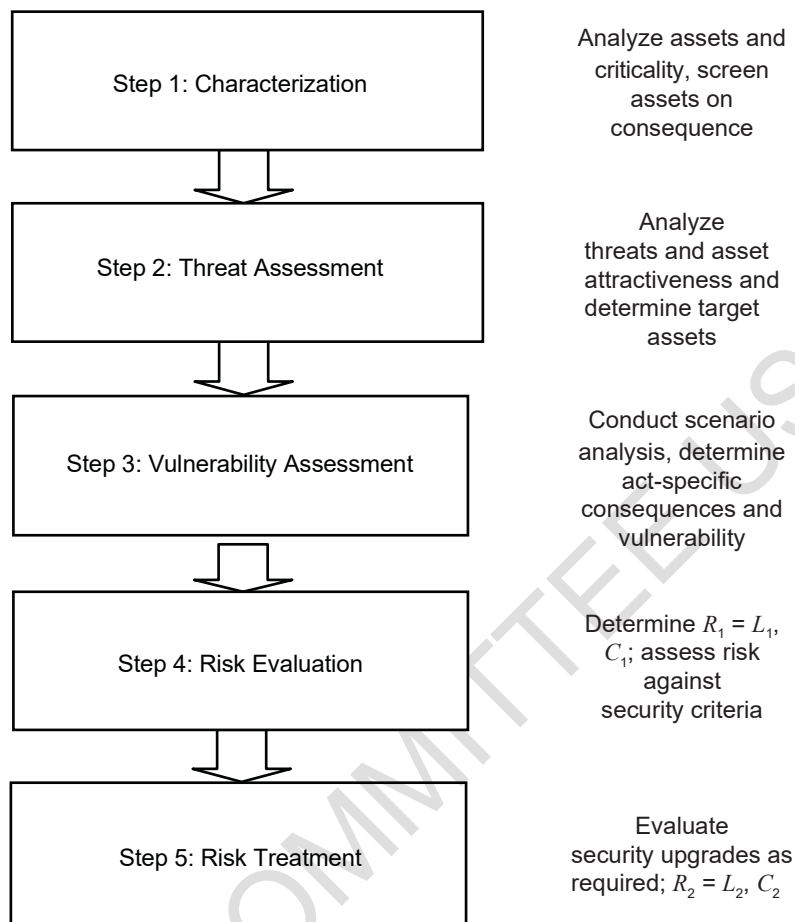 Step 1: Characterization
Analyze assets and
criticality, screen
assets on
consequence
Step 2: Threat Assessment
Analyze
threats and asset
attractiveness and
determine target
assets
Step 3: Vulnerability Assessment
Conduct scenario
analysis, determine
act-specific
consequences and
vulnerability
Step 4: Risk Evaluation
Determine R₁ = L₁,
C₁; assess risk
against
security criteria
Step 5: Risk Treatment
Evaluate
security upgrades as
required; R₂ = L₂, C₂
OMMITTEE US